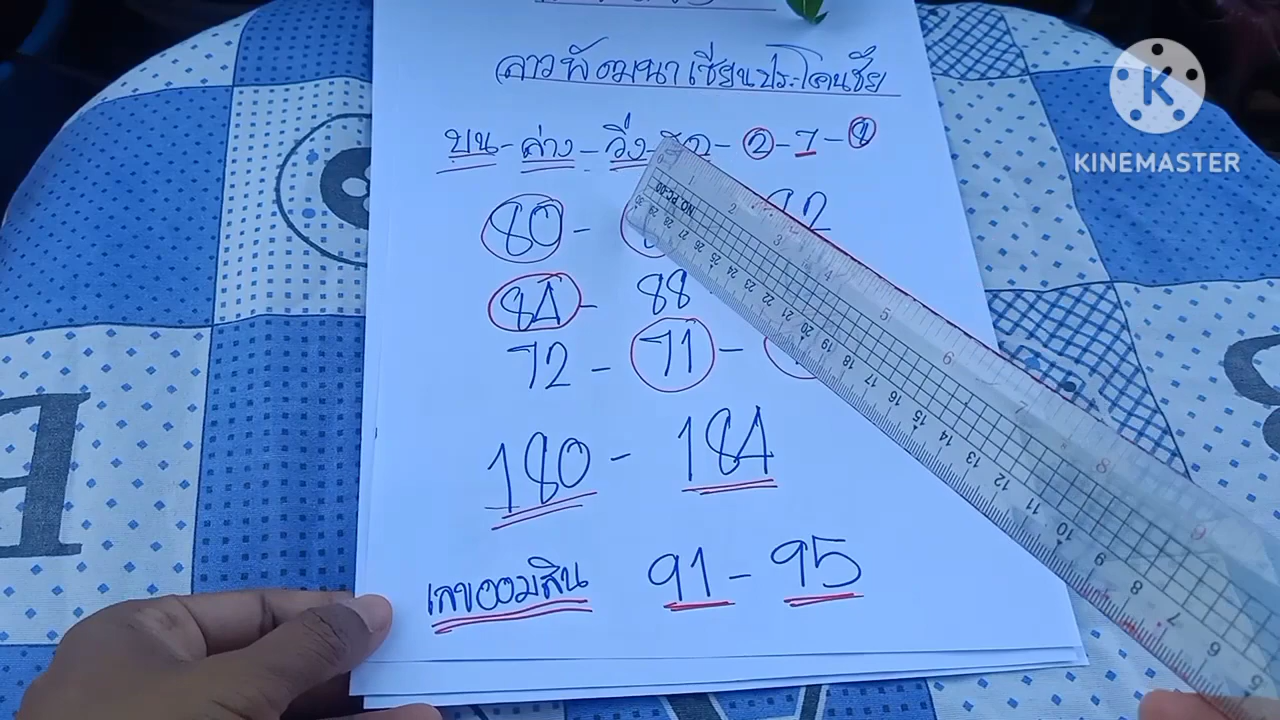 ลาวพัฒนาเซียนประโคนชัย
บน - ล่าง - วิ่ง - - 2 - 7 -
80 -
84 - 88
72 - 71 -
180 - 184
เลขออมสิน 91 - 95
KINEMASTER